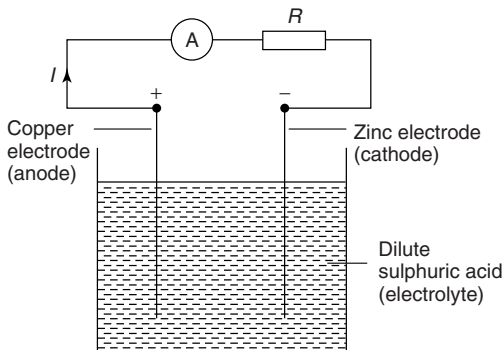 A
R
I
+
−
Copper
electrode
(anode)
Zinc electrode
(cathode)
Dilute
sulphuric acid
(electrolyte)